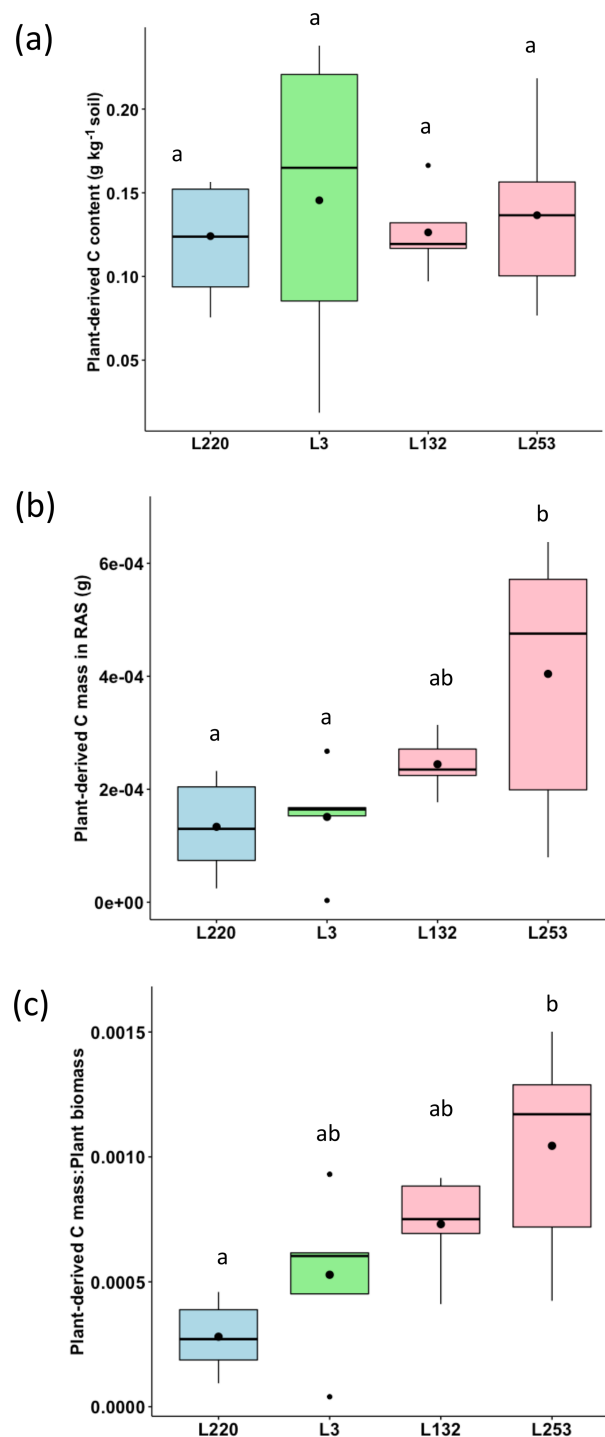 (a)
a
a
a
a
Plant-derived C content (g kg⁻¹ soil)
0.20
0.15
0.10
0.05
L220 L3 L132 L253
(b)
b
ab
a
a
Plant-derived C mass in RAS (g)
6e-04
4e-04
2e-04
0e+00
L220 L3 L132 L253
(c)
b
ab
ab
a
Plant-derived C mass:Plant biomass
0.0015
0.0010
0.0005
0.0000
L220 L3 L132 L253